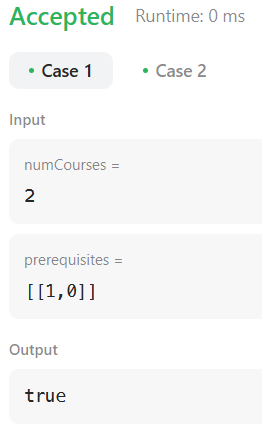 Accepted Runtime: 0 ms
• Case 1 • Case 2
Input
numCourses =
2
prerequisites =
[[1,0]]
Output
true